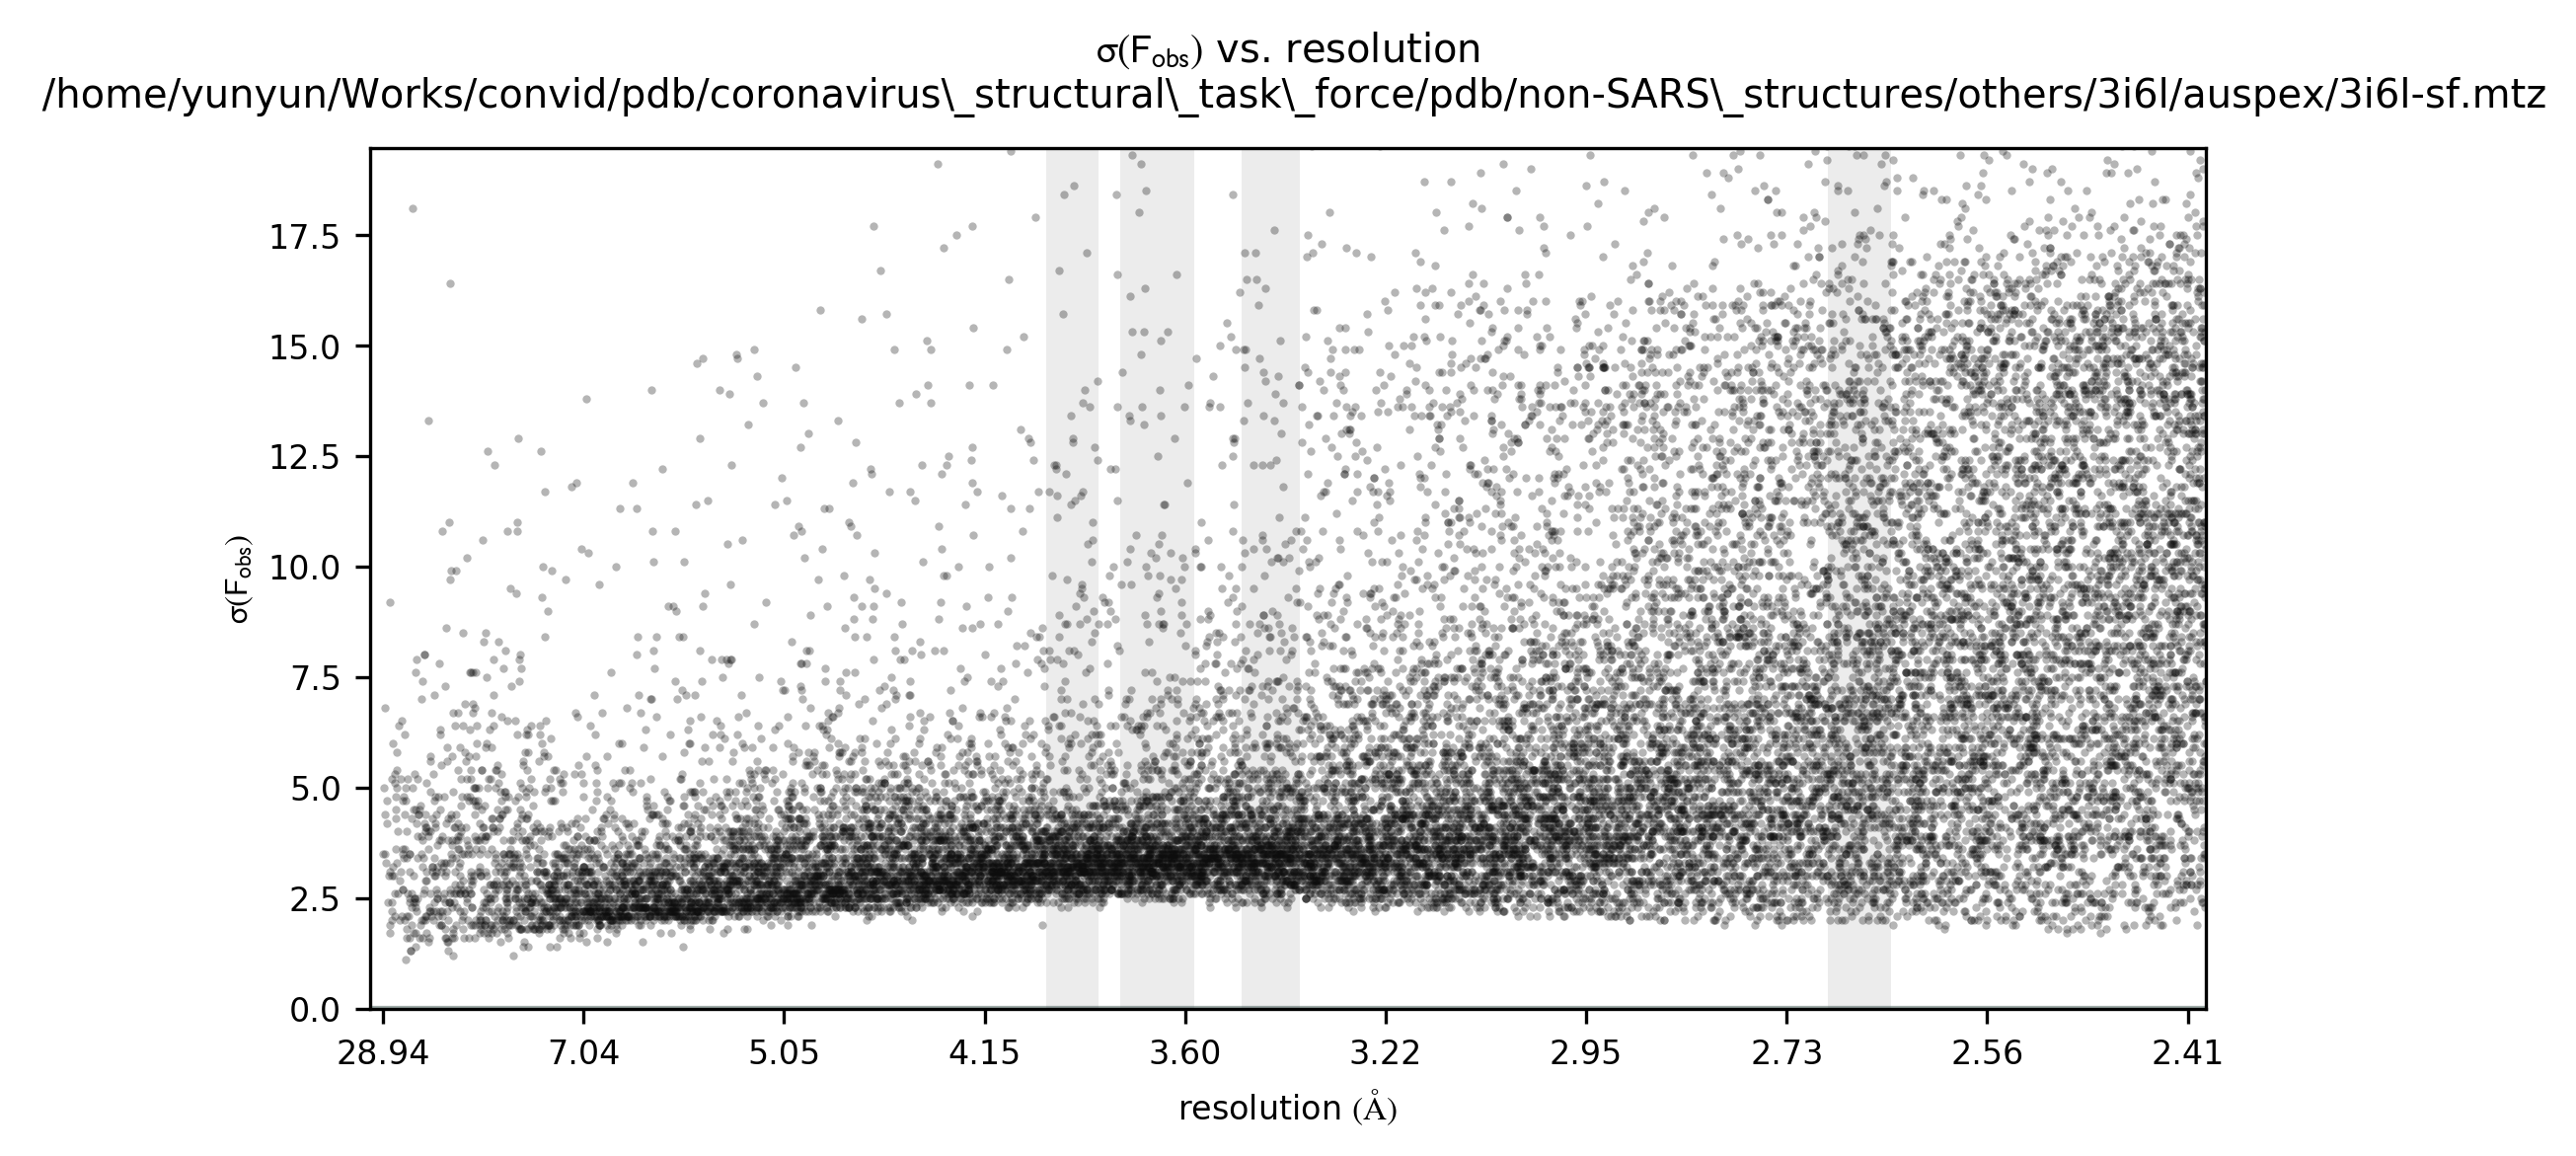 σ(Fobs) vs. resolution
/home/yunyun/Works/convid/pdb/coronavirus\_structural\_task\_force/pdb/non-SARS\_structures/others/3i6l/auspex/3i6l-sf.mtz
17.5
15.0
12.5
10.0
7.5
5.0
2.5
0.0
σ(Fobs)
28.94 7.04 5.05 4.15 3.60 3.22 2.95 2.73 2.56 2.41
resolution (Å)